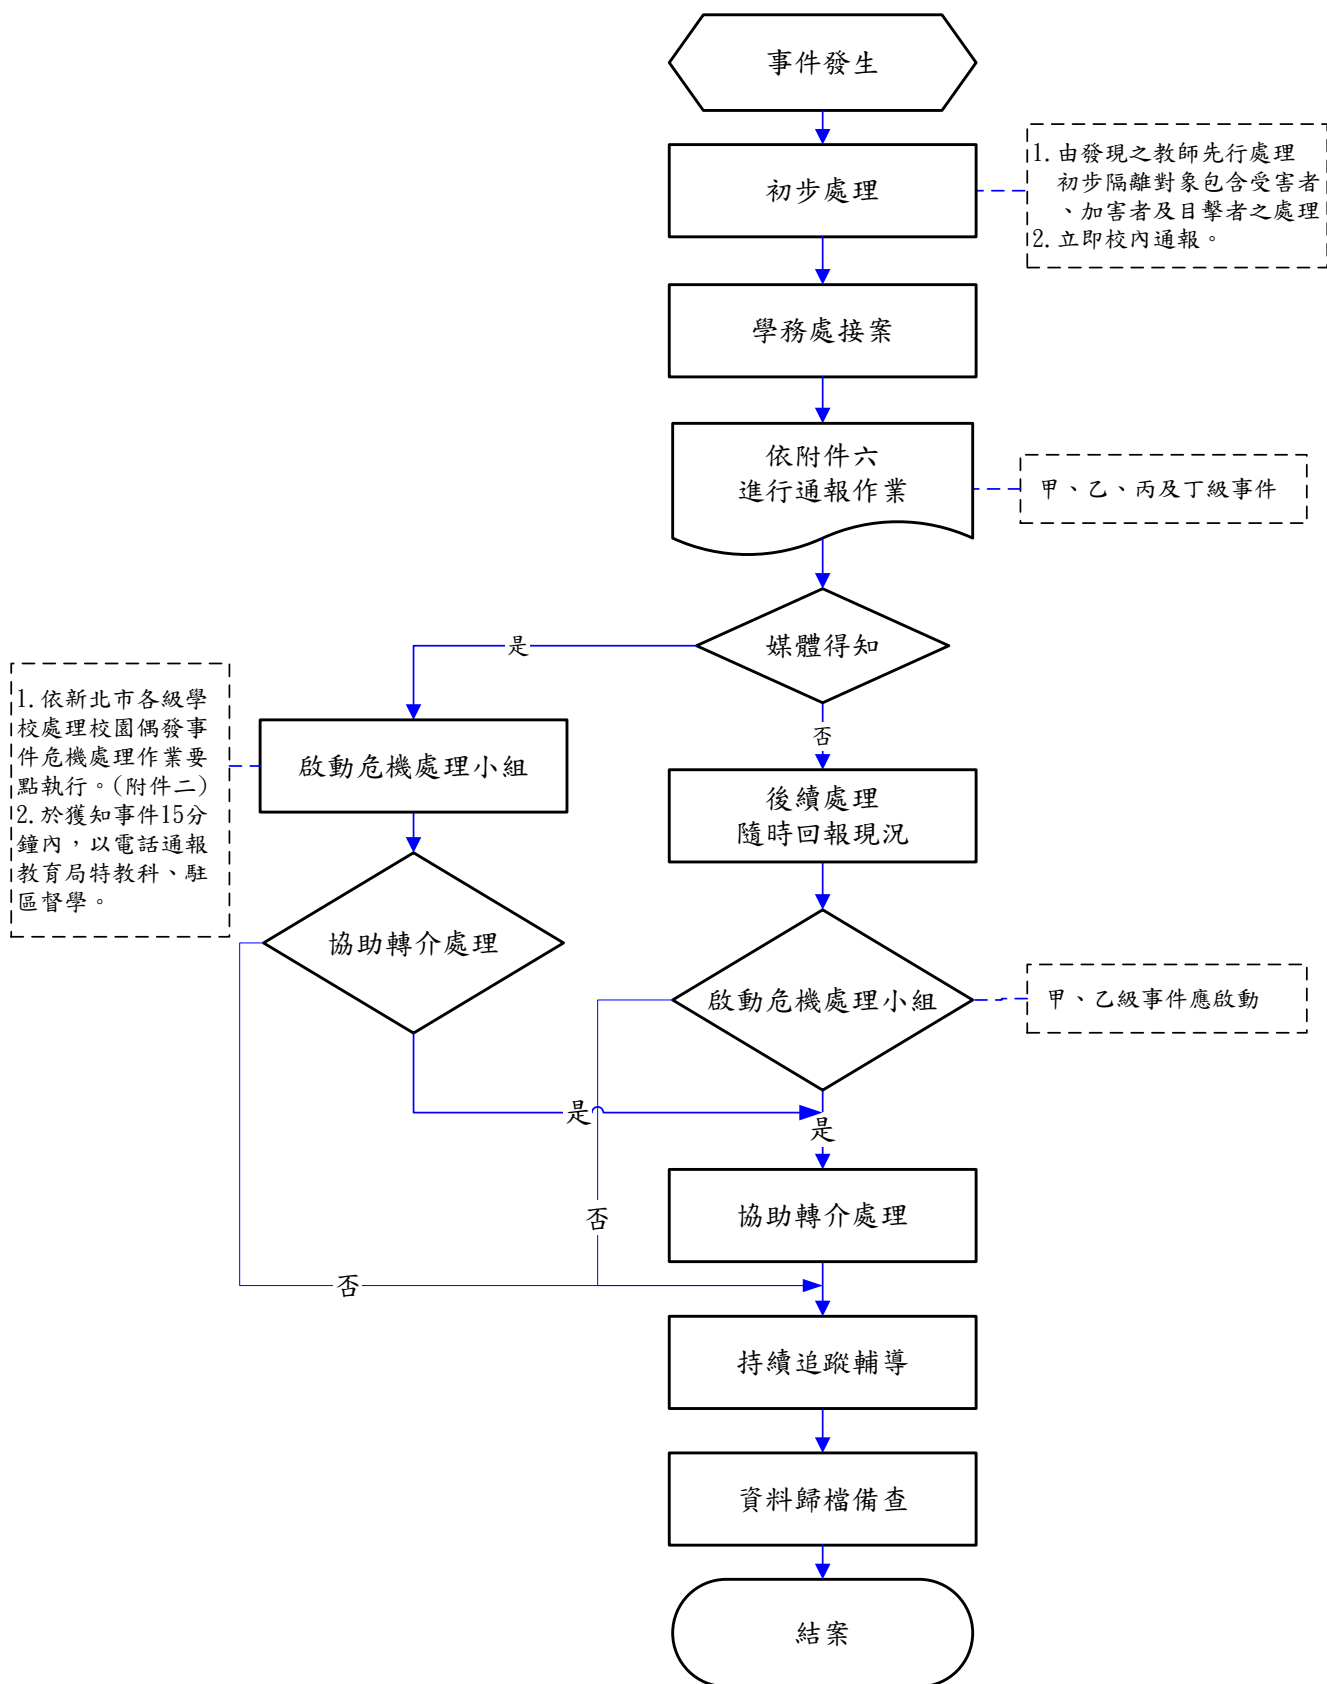 事件發生
初步處理
1.由發現之教師先行處理
初步隔離對象包含受害者
、加害者及目擊者之處理
2.立即校內通報。
學務處接案
依附件六
進行通報作業
甲、乙、丙及丁級事件
媒體得知
是
否
1.依新北市各級學
校處理校園偶發事
件危機處理作業要
點執行。(附件二)
2.於獲知事件15分
鐘內，以電話通報
教育局特教科、駐
區督學。
啟動危機處理小組
後續處理
隨時回報現況
協助轉介處理
啟動危機處理小組
甲、乙級事件應啟動
是
是
協助轉介處理
否
否
持續追蹤輔導
資料歸檔備查
結案